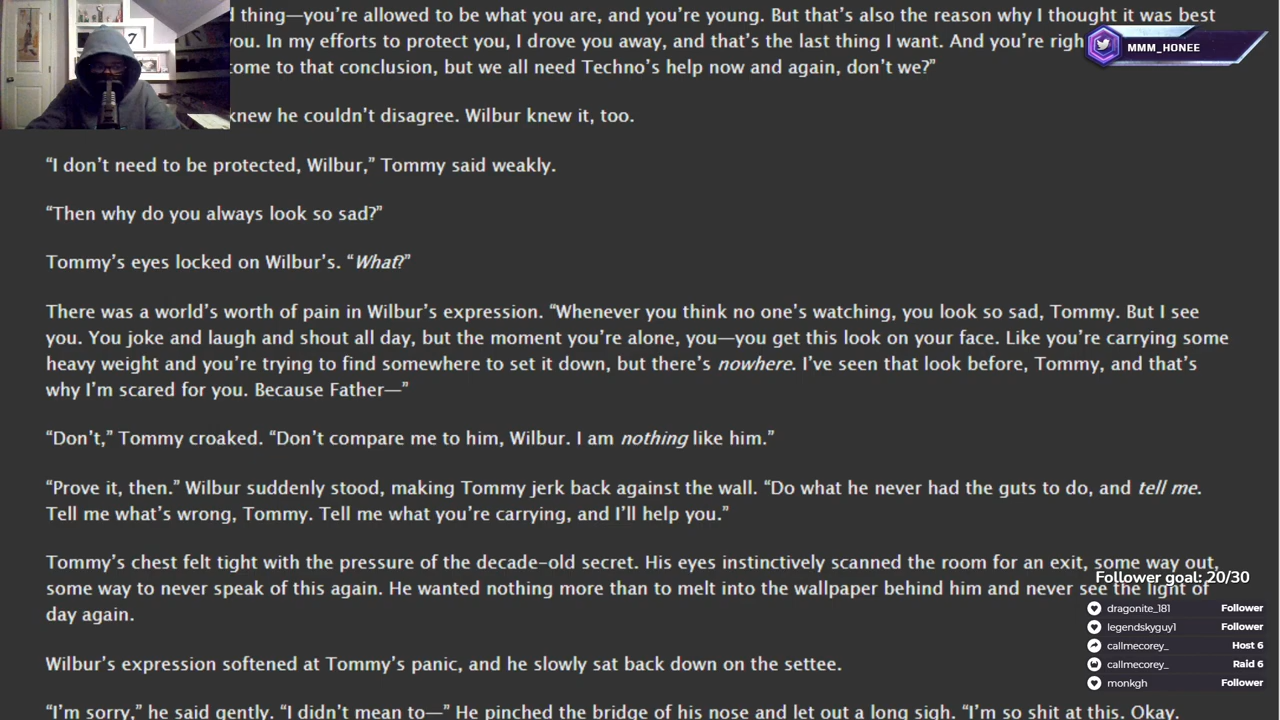 d thing—you're allowed to be what you are, and you're young. But that's also the reason why I thought it was best
you. In my efforts to protect you, I drove you away, and that's the last thing I want. And you're righ
MMM_HONEE
come to that conclusion, but we all need Techno's help now and again, don't we?”
7
knew he couldn't disagree. Wilbur knew it, too.
“I don't need to be protected, Wilbur,” Tommy said weakly.
“Then why do you always look so sad?”
Tommy's eyes locked on Wilbur's. “What?”
There was a world's worth of pain in Wilbur's expression. “Whenever you think no one's watching, you look so sad, Tommy. But I see
you. You joke and laugh and shout all day, but the moment you're alone, you—you get this look on your face. Like you're carrying some
heavy weight and you're trying to find somewhere to set it down, but there's nowhere. I've seen that look before, Tommy, and that's
why I'm scared for you. Because Father—”
“Don't,” Tommy croaked. “Don't compare me to him, Wilbur. I am nothing like him.”
“Prove it, then.” Wilbur suddenly stood, making Tommy jerk back against the wall. “Do what he never had the guts to do, and tell me.
Tell me what's wrong, Tommy. Tell me what you're carrying, and I'll help you.”
Tommy's chest felt tight with the pressure of the decade-old secret. His eyes instinctively scanned the room for an exit, some way out,
some way to never speak of this again. He wanted nothing more than to melt into the wallpaper behind him and never see the light of
day again.
Follower goal: 20/30
dragonite_181 Follower
legendskyguy1 Follower
callmecorey_ Host 6
callmecorey_ Raid 6
monkgh Follower
Wilbur's expression softened at Tommy's panic, and he slowly sat back down on the settee.
“I'm sorry,” he said gently. “I didn't mean to—” He pinched the bridge of his nose and let out a long sigh. “I'm so shit at this. Okay.